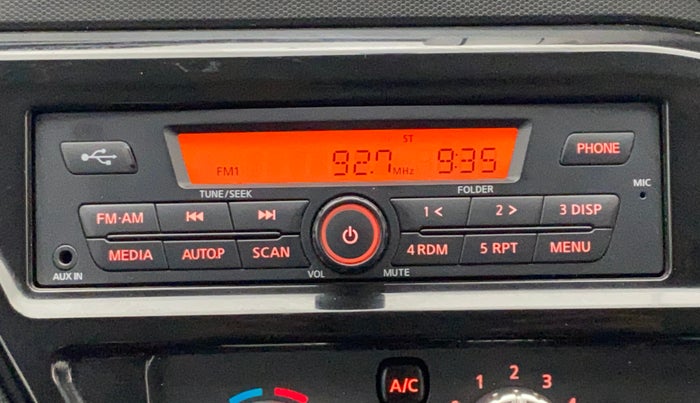 ST
FM1 92.7 MHz 9:35
PHONE
TUNE/SEEK FOLDER
MIC
FM·AM 1 < 2 > 3 DISP
MEDIA AUTO.P SCAN 4 RDM 5 RPT MENU
AUX IN VOL MUTE
A/C 1 2 3